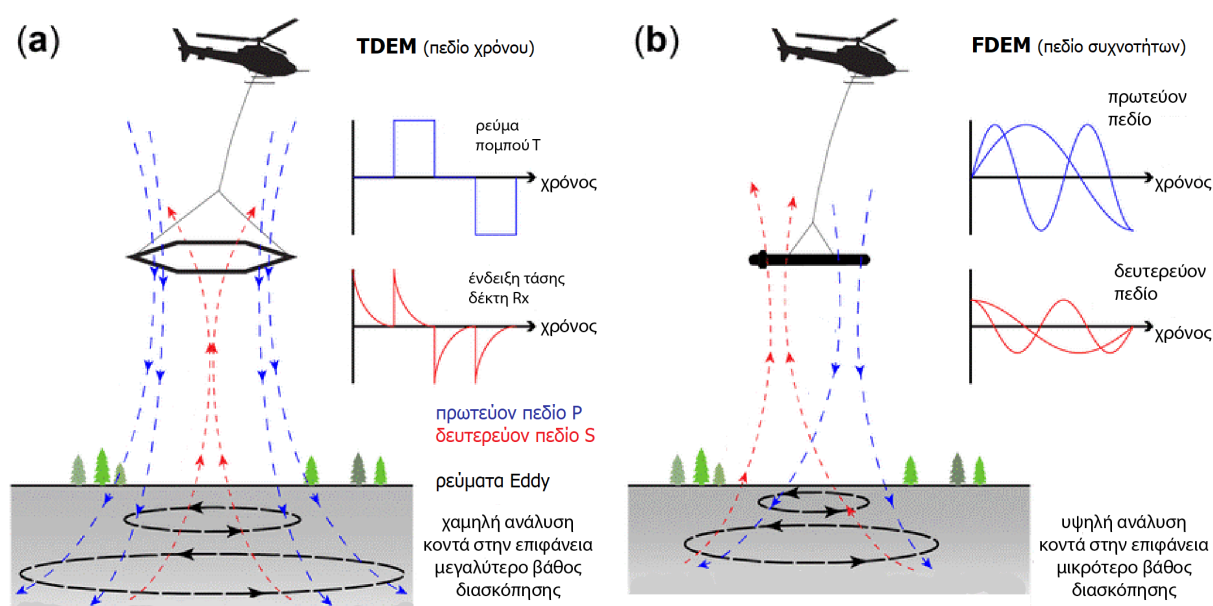 (a)
TDEM (πεδίο χρόνου)
ρεύμα
πομπού T
χρόνος
ένδειξη τάσης
δέκτη Rx
χρόνος
πρωτεύον πεδίο P
δευτερεύον πεδίο S
ρεύματα Eddy
χαμηλή ανάλυση
κοντά στην επιφάνεια
μεγαλύτερο βάθος
διασκόπησης
(b)
FDEM (πεδίο συχνοτήτων)
πρωτεύον
πεδίο
χρόνος
δευτερεύον
πεδίο
χρόνος
υψηλή ανάλυση
κοντά στην επιφάνεια
μικρότερο βάθος
διασκόπησης